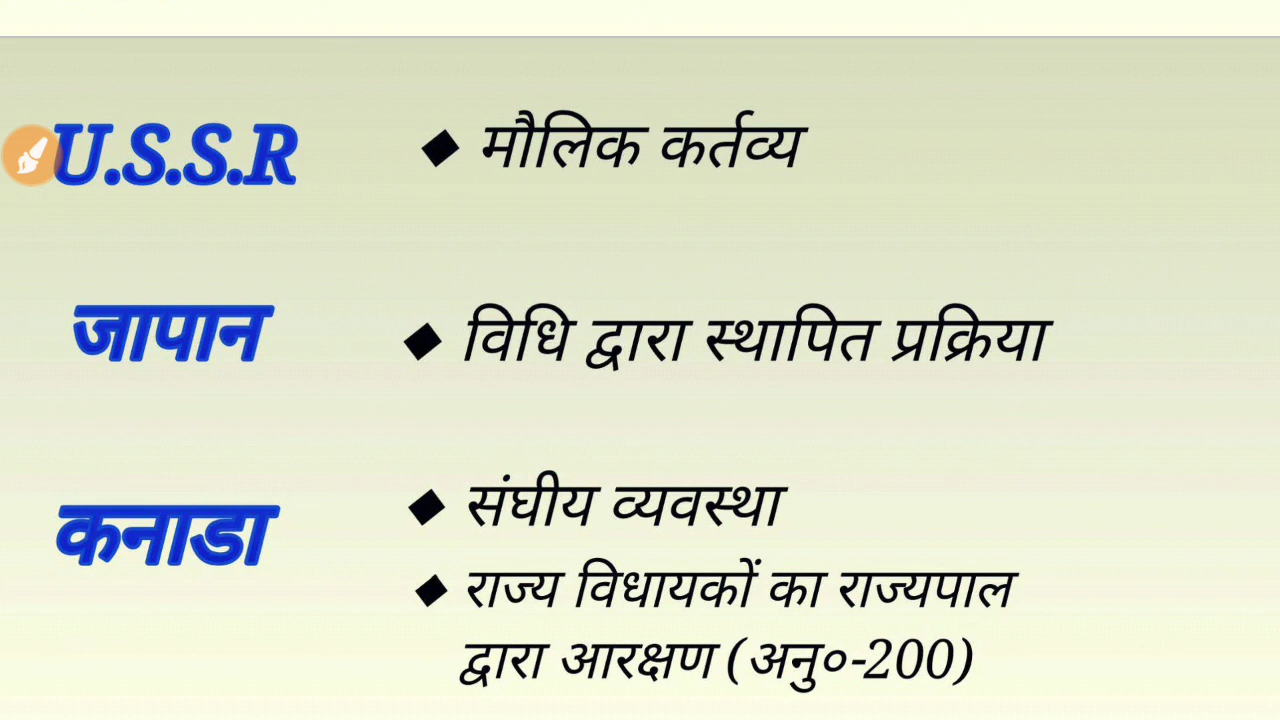 U.S.S.R ◆ मौलिक कर्तव्य
जापान ◆ विधि द्वारा स्थापित प्रक्रिया
कनाडा ◆ संघीय व्यवस्था
◆ राज्य विधायकों का राज्यपाल
द्वारा आरक्षण (अनु०-200)